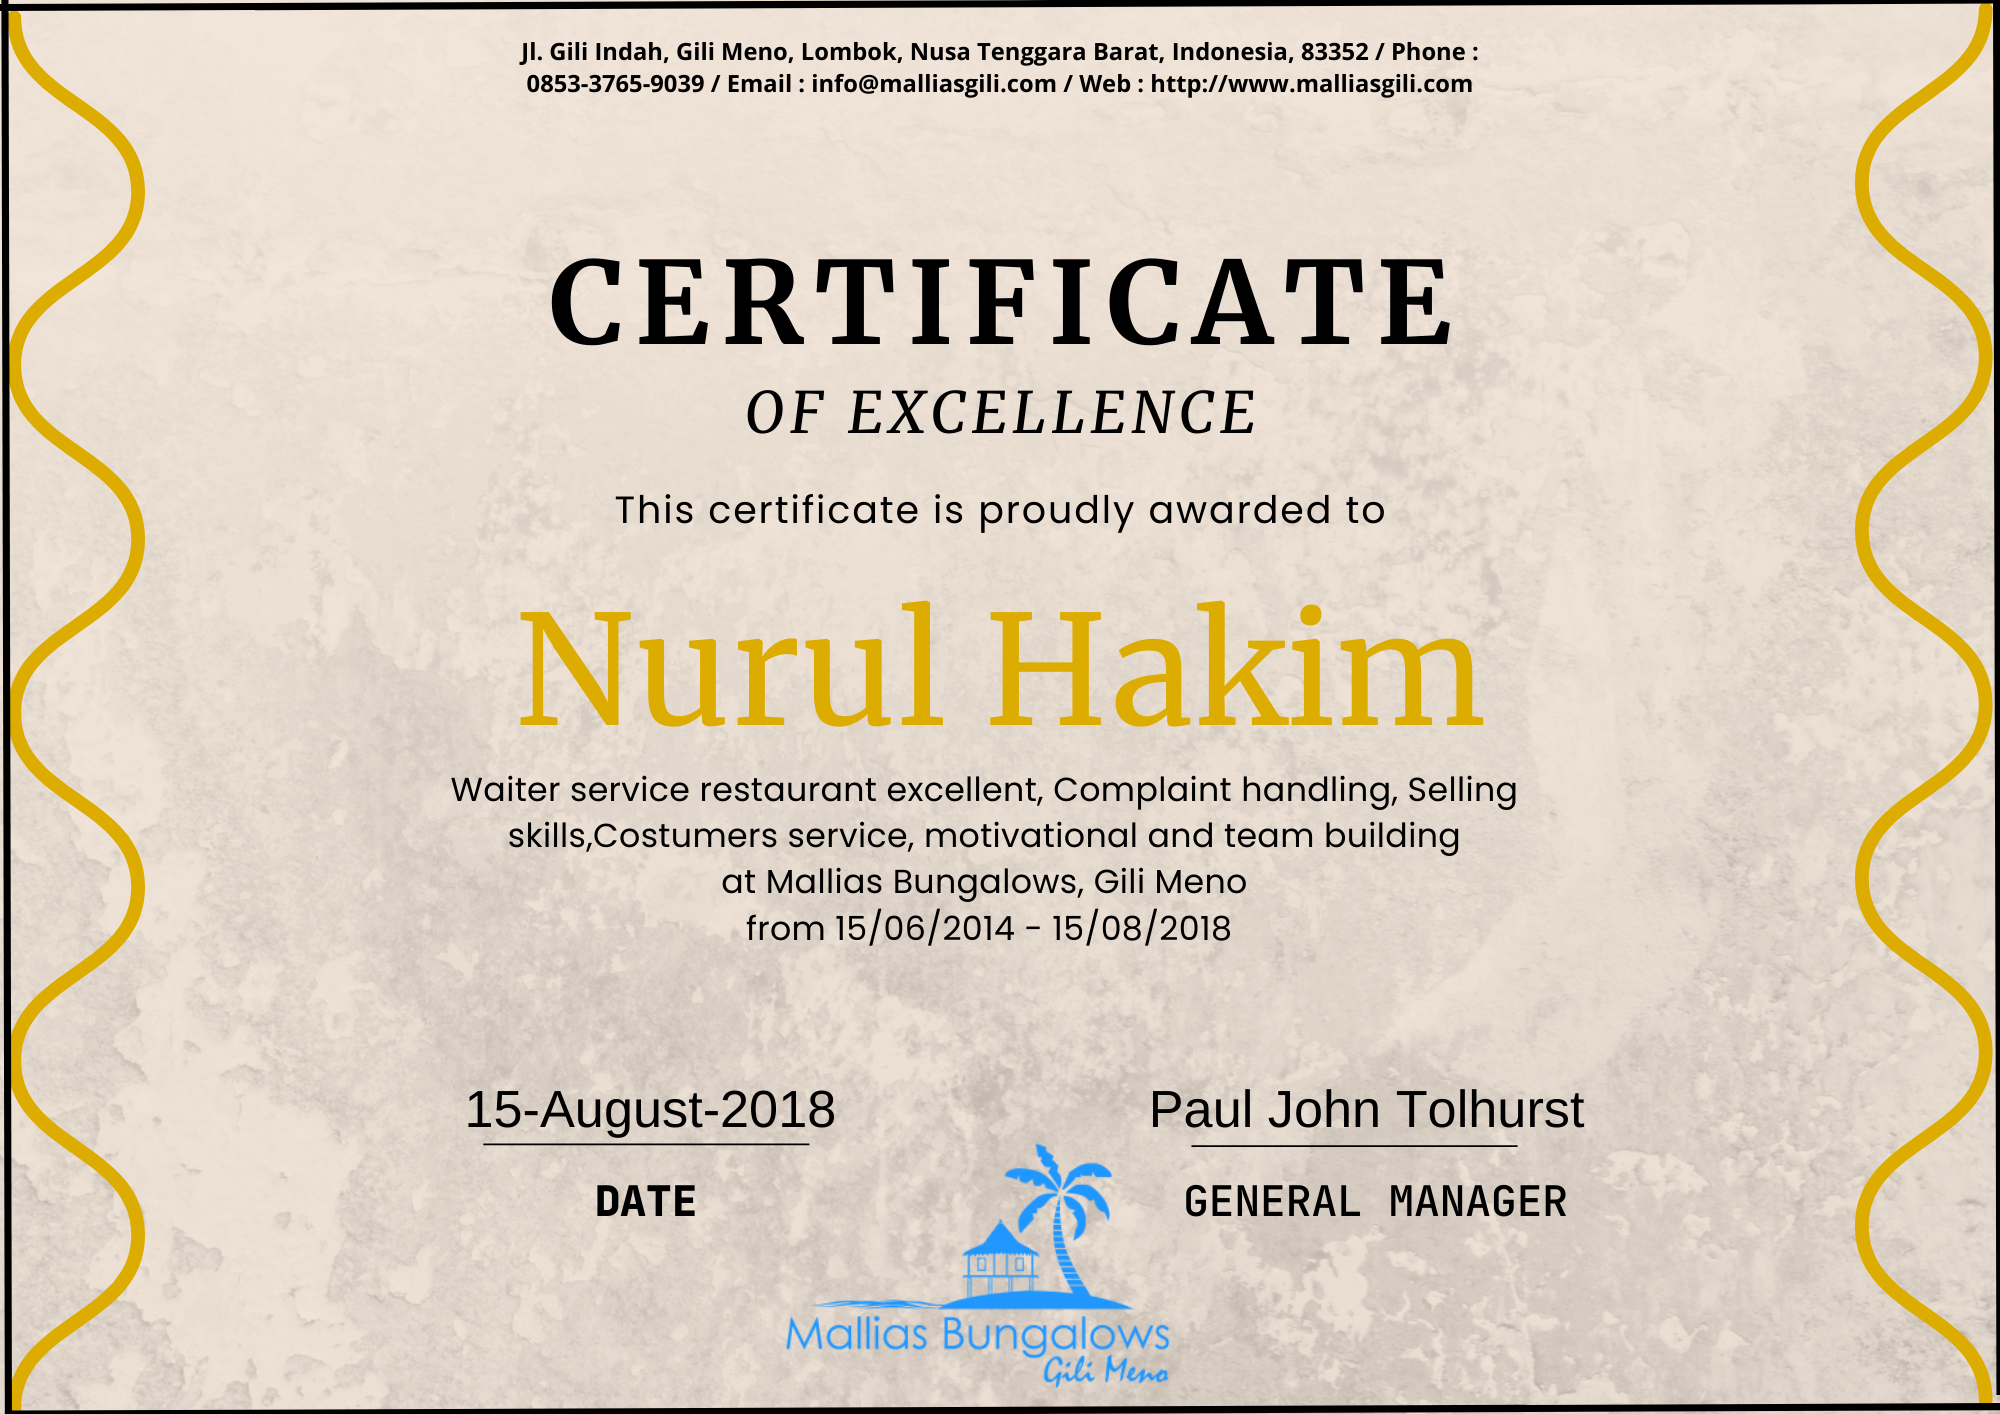 Jl. Gili Indah, Gili Meno, Lombok, Nusa Tenggara Barat, Indonesia, 83352 / Phone :
0853-3765-9039 / Email : info@malliasgili.com / Web : http://www.malliasgili.com
CERTIFICATE
OF EXCELLENCE
This certificate is proudly awarded to
Nurul Hakim
Waiter service restaurant excellent, Complaint handling, Selling
skills,Costumers service, motivational and team building
at Mallias Bungalows, Gili Meno
from 15/06/2014 - 15/08/2018
15-August-2018
DATE
Paul John Tolhurst
GENERAL MANAGER
Mallias Bungalows
Gili Meno